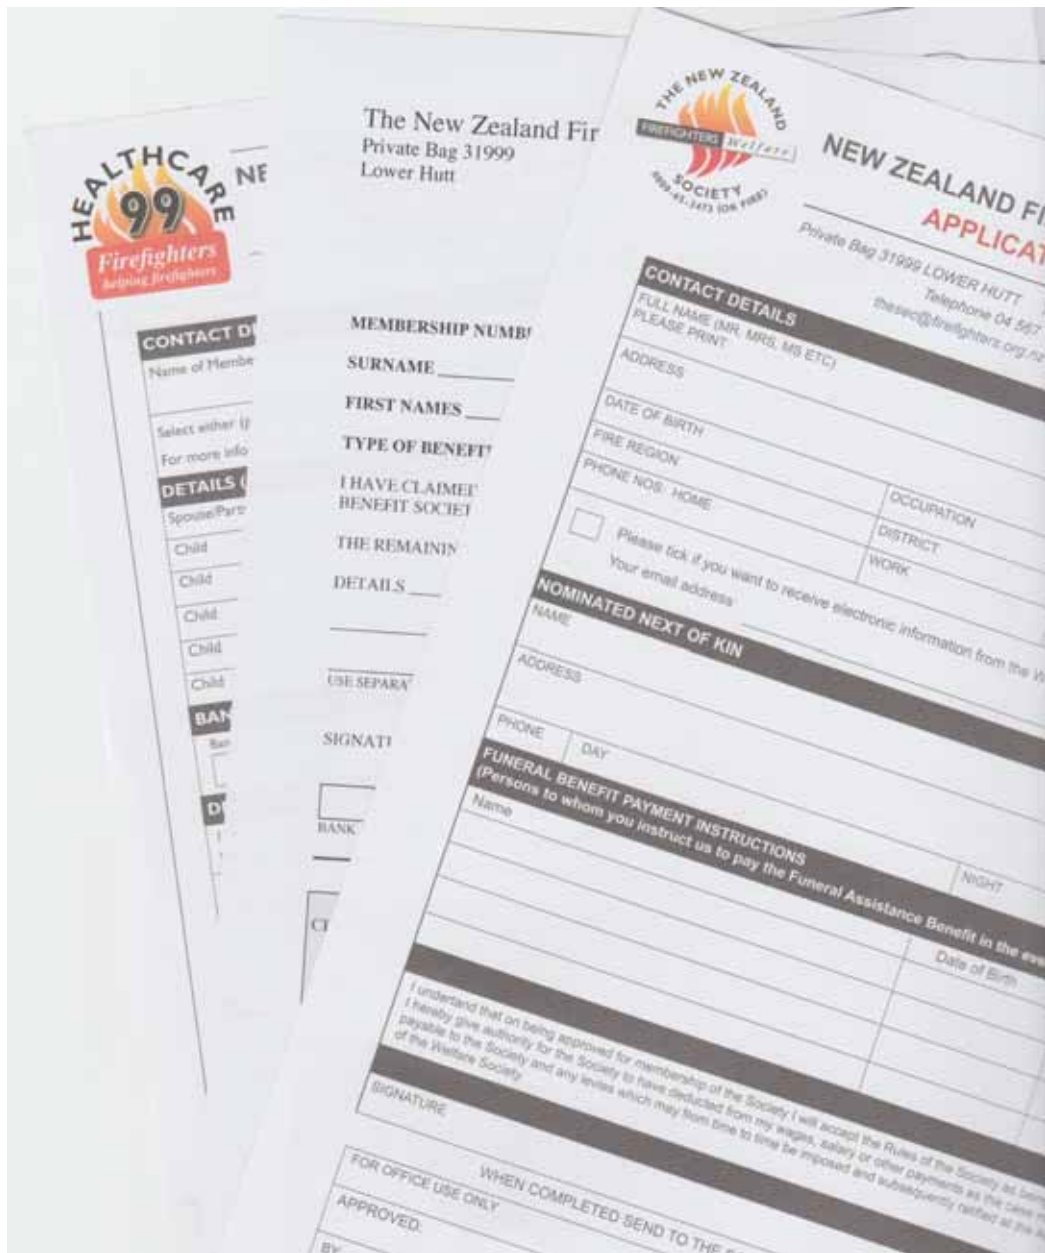 HEALTHCARE
99
Firefighters
helping firefighters
NE
CONTACT D
Name of Membe
Select either (
For more info
DETAILS (
Spouse/Part
Child
Child
Child
Child
Child
BAN
Ban
D
The New Zealand Fir
Private Bag 31999
Lower Hutt
MEMBERSHIP NUMB
SURNAME
FIRST NAMES
TYPE OF BENEFIT
I HAVE CLAIMED
BENEFIT SOCIET
THE REMAININ
DETAILS
USE SEPARA
SIGNAT
BANK
THE NEW ZEALAND
FIREFIGHTERS Welfare
SOCIETY
0800-45-3473 (ON FIRE)
NEW ZEALAND FI
APPLICAT
Private Bag 31999 LOWER HUTT
Telephone 04 567
thesec@firefighters.org.nz
CONTACT DETAILS
FULL NAME (MR, MRS, MS ETC)
PLEASE PRINT
ADDRESS
DATE OF BIRTH
FIRE REGION
OCCUPATION
PHONE NOS: HOME
DISTRICT
WORK
Please tick if you want to receive electronic information from the W
Your email address
NOMINATED NEXT OF KIN
NAME
ADDRESS
PHONE
DAY
NIGHT
FUNERAL BENEFIT PAYMENT INSTRUCTIONS
(Persons to whom you instruct us to pay the Funeral Assistance Benefit in the eve
Name
Date of Birth
I understand that on being approved for membership of the Society I will accept the Rules of the Society as being
I hereby give authority for the Society to have deducted from my wages, salary or other payments as the case m
payable to the Society and any levies which may from time to time be imposed and subsequently ratified at the
of the Welfare Society
SIGNATURE
WHEN COMPLETED SEND TO THE
FOR OFFICE USE ONLY
APPROVED:
BY